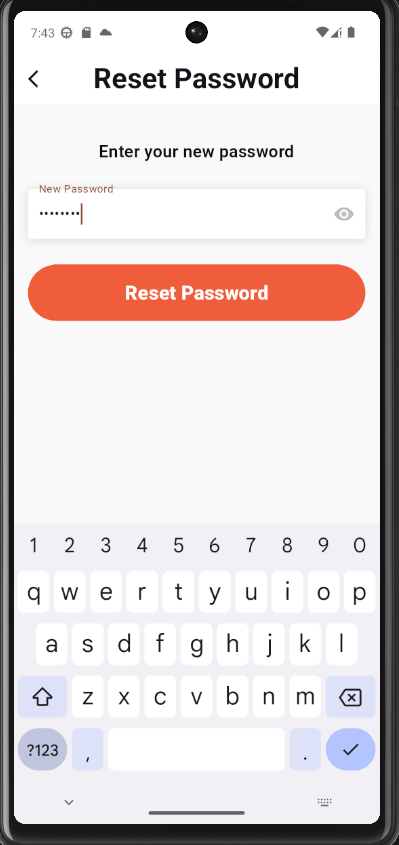 7:43
Reset Password
Enter your new password
New Password
••••••••
Reset Password
1 2 3 4 5 6 7 8 9 0
q w e r t y u i o p
a s d f g h j k l
z x c v b n m
?123 , .